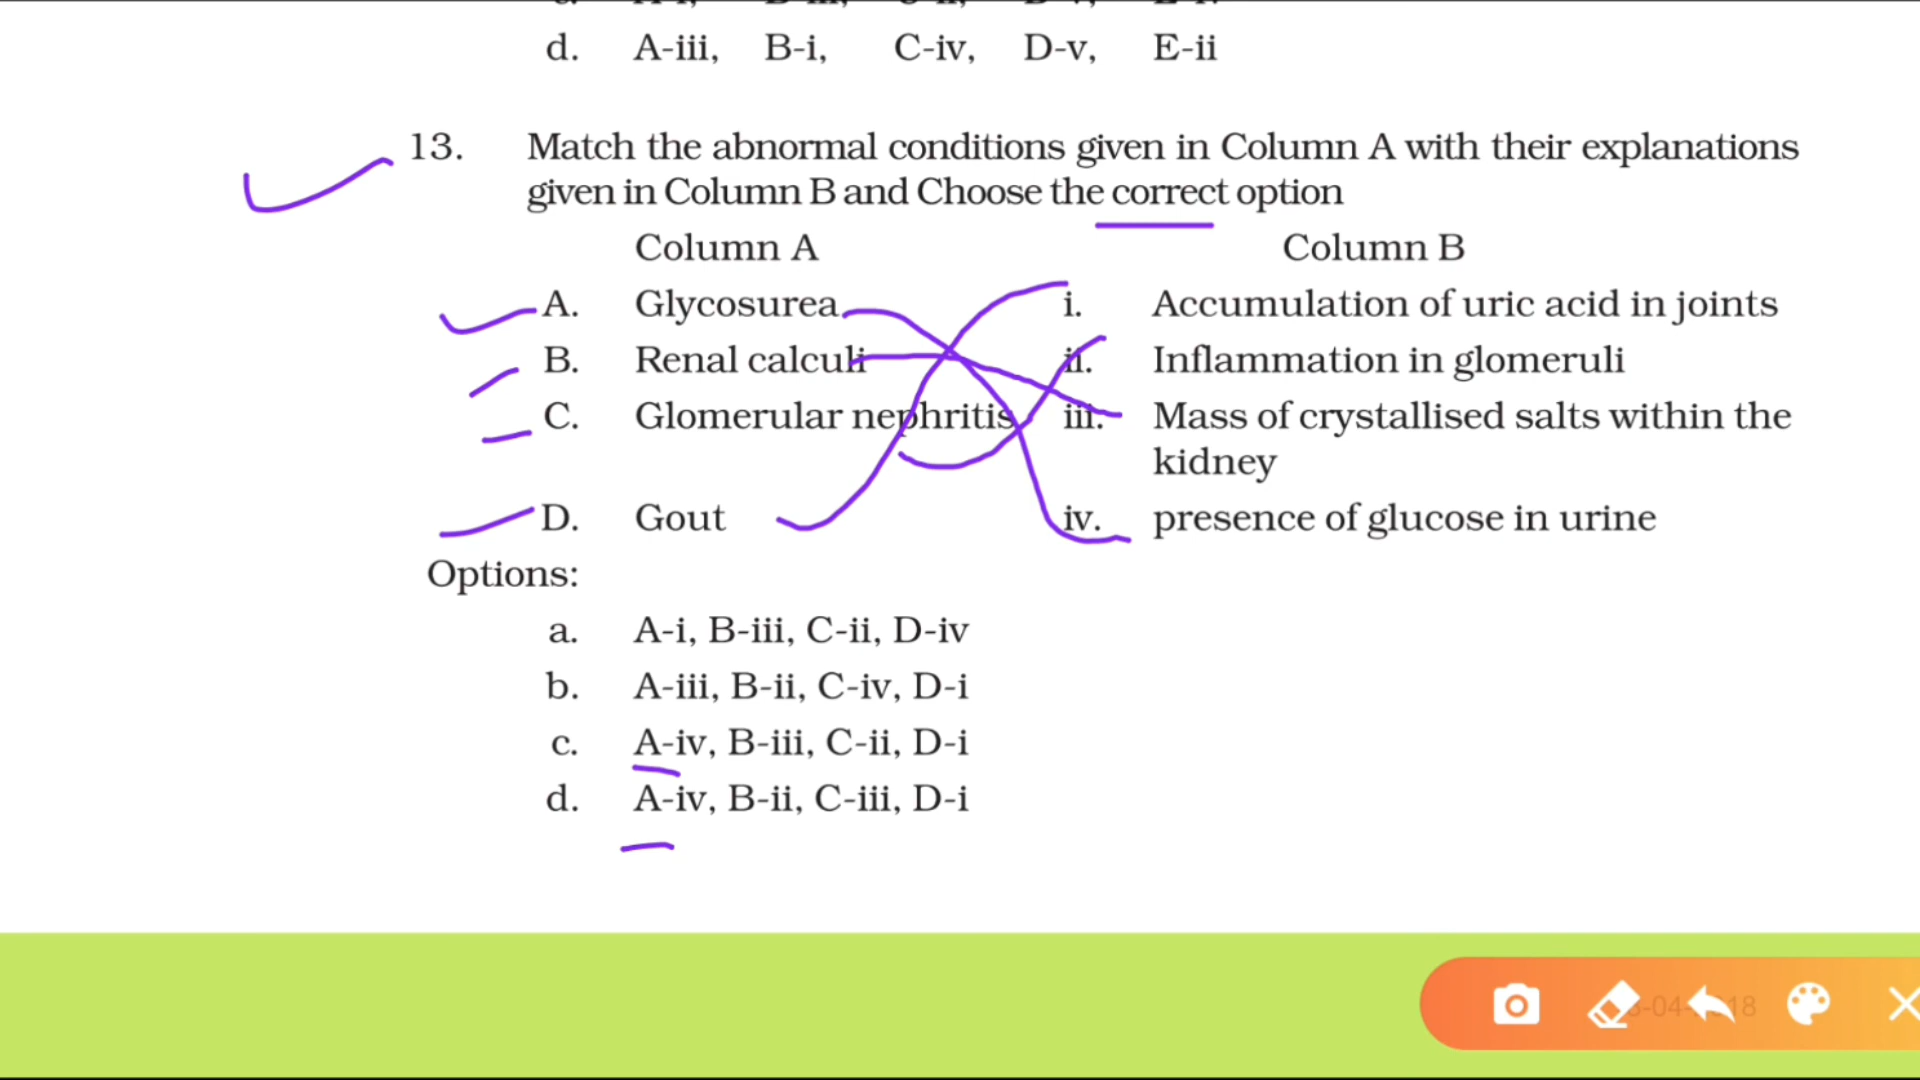 d. A-iii, B-i, C-iv, D-v, E-ii
13. Match the abnormal conditions given in Column A with their explanations
given in Column B and Choose the correct option
Column A Column B
A. Glycosurea i. Accumulation of uric acid in joints
B. Renal calculi ii. Inflammation in glomeruli
C. Glomerular nephritis iii. Mass of crystallised salts within the
kidney
D. Gout iv. presence of glucose in urine
Options:
a. A-i, B-iii, C-ii, D-iv
b. A-iii, B-ii, C-iv, D-i
c. A-iv, B-iii, C-ii, D-i
d. A-iv, B-ii, C-iii, D-i